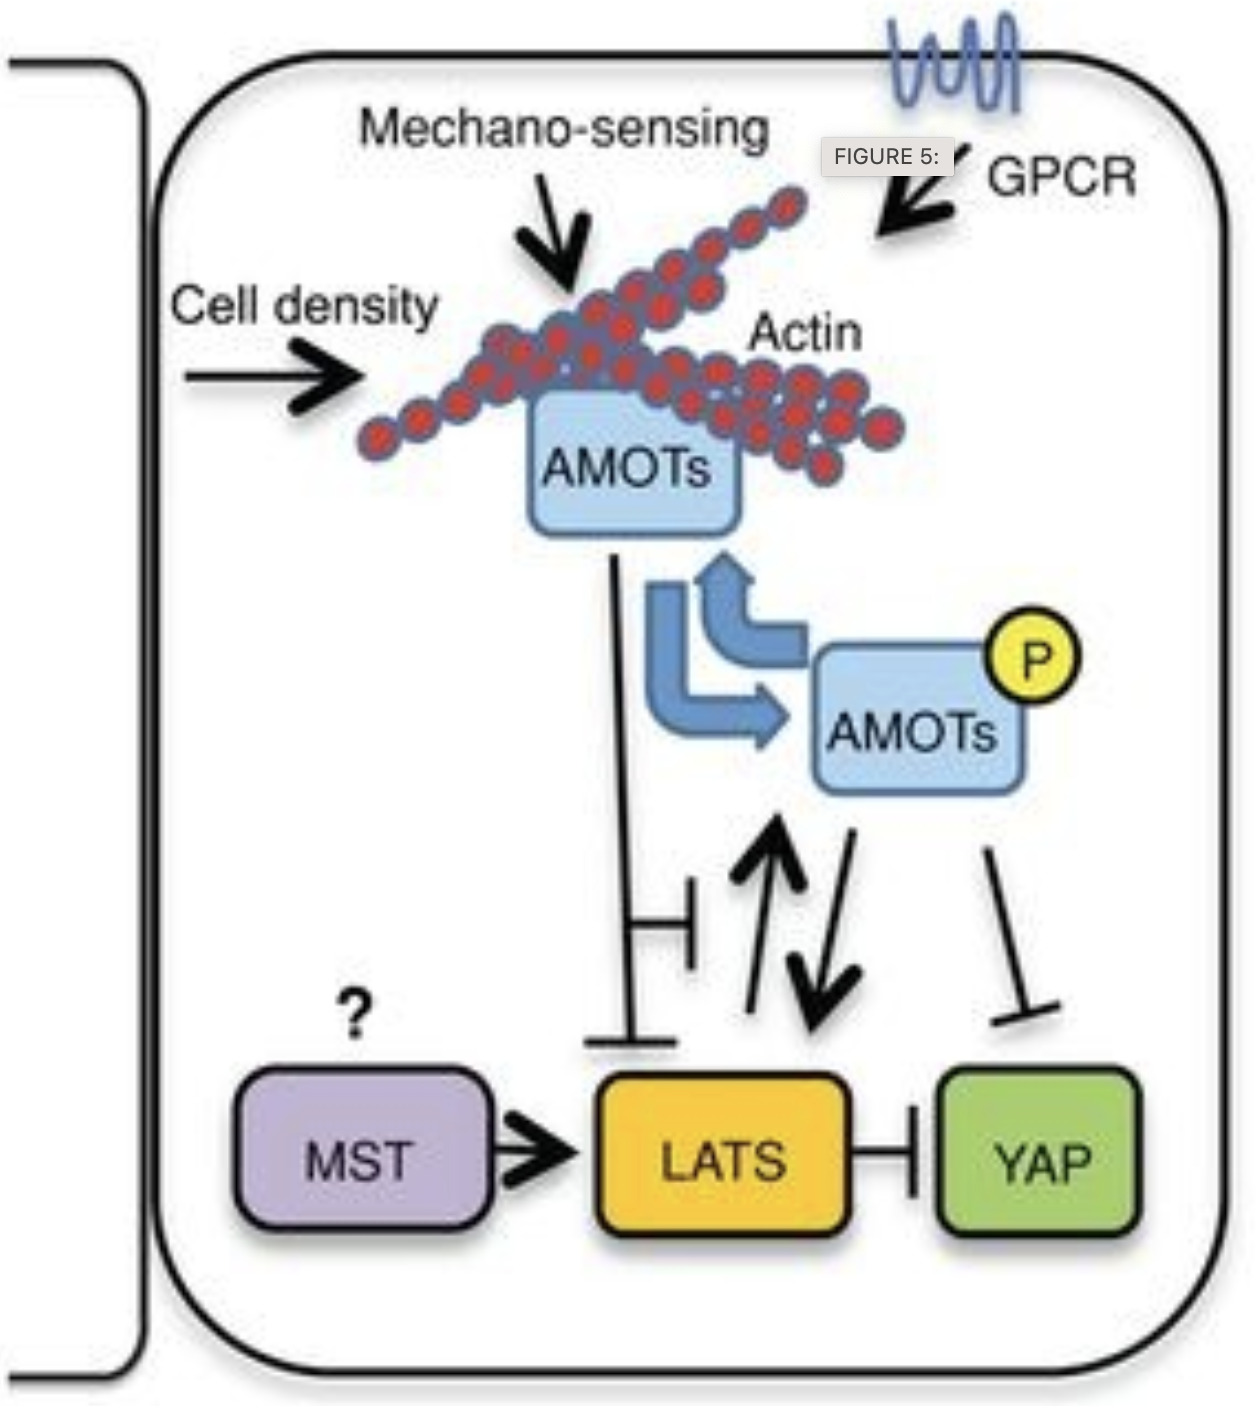 Mechano-sensing
FIGURE 5:
GPCR
Cell density
Actin
AMOTs
P
AMOTs
?
MST
LATS
YAP